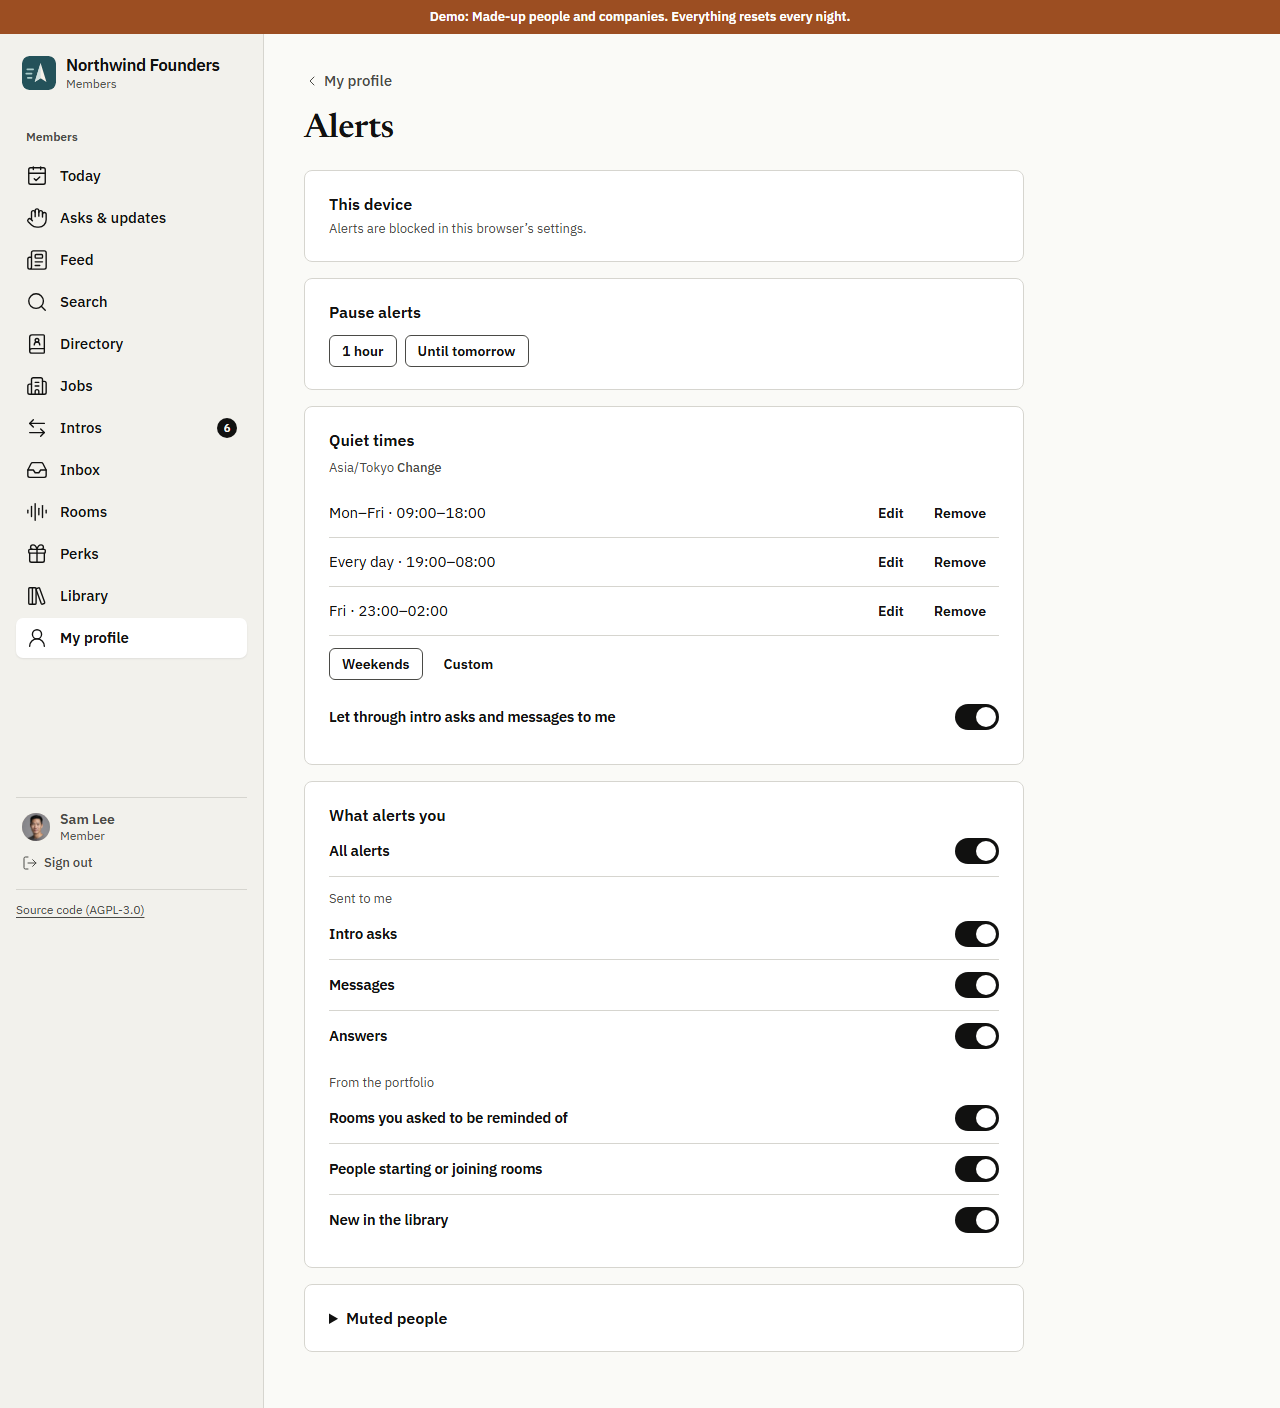 Demo: Made-up people and companies. Everything resets every night.
Northwind Founders
Members
Members
Today
Asks & updates
Feed
Search
Directory
Jobs
Intros 6
Inbox
Rooms
Perks
Library
My profile
Sam Lee
Member
Sign out
Source code (AGPL-3.0)
My profile
Alerts
This device
Alerts are blocked in this browser’s settings.
Pause alerts
1 hour Until tomorrow
Quiet times
Asia/Tokyo Change
Mon–Fri · 09:00–18:00 Edit Remove
Every day · 19:00–08:00 Edit Remove
Fri · 23:00–02:00 Edit Remove
Weekends Custom
Let through intro asks and messages to me
What alerts you
All alerts
Sent to me
Intro asks
Messages
Answers
From the portfolio
Rooms you asked to be reminded of
People starting or joining rooms
New in the library
Muted people